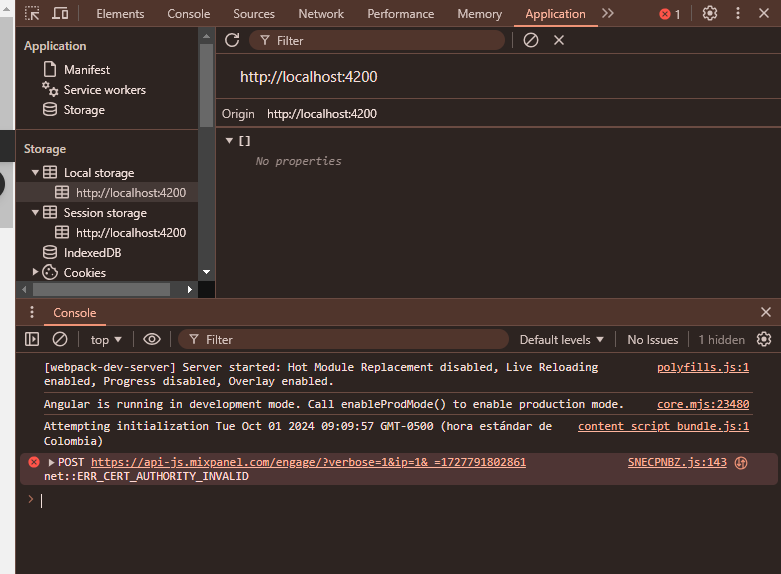 Elements Console Sources Network Performance Memory Application 1
Application
Manifest
Service workers
Storage
Storage
Local storage
http://localhost:4200
Session storage
http://localhost:4200
IndexedDB
Cookies
Filter
http://localhost:4200
Origin http://localhost:4200
[]
No properties
Console
top Filter Default levels No Issues 1 hidden
[webpack-dev-server] Server started: Hot Module Replacement disabled, Live Reloading polyfills.js:1
enabled, Progress disabled, Overlay enabled.
Angular is running in development mode. Call enableProdMode() to enable production mode. core.mjs:23480
Attempting initialization Tue Oct 01 2024 09:09:57 GMT-0500 (hora estándar de content script bundle.js:1
Colombia)
POST https://api-js.mixpanel.com/engage/?verbose=1&ip=1&_=1727791802861 SNECPNBZ.js:143
net::ERR_CERT_AUTHORITY_INVALID